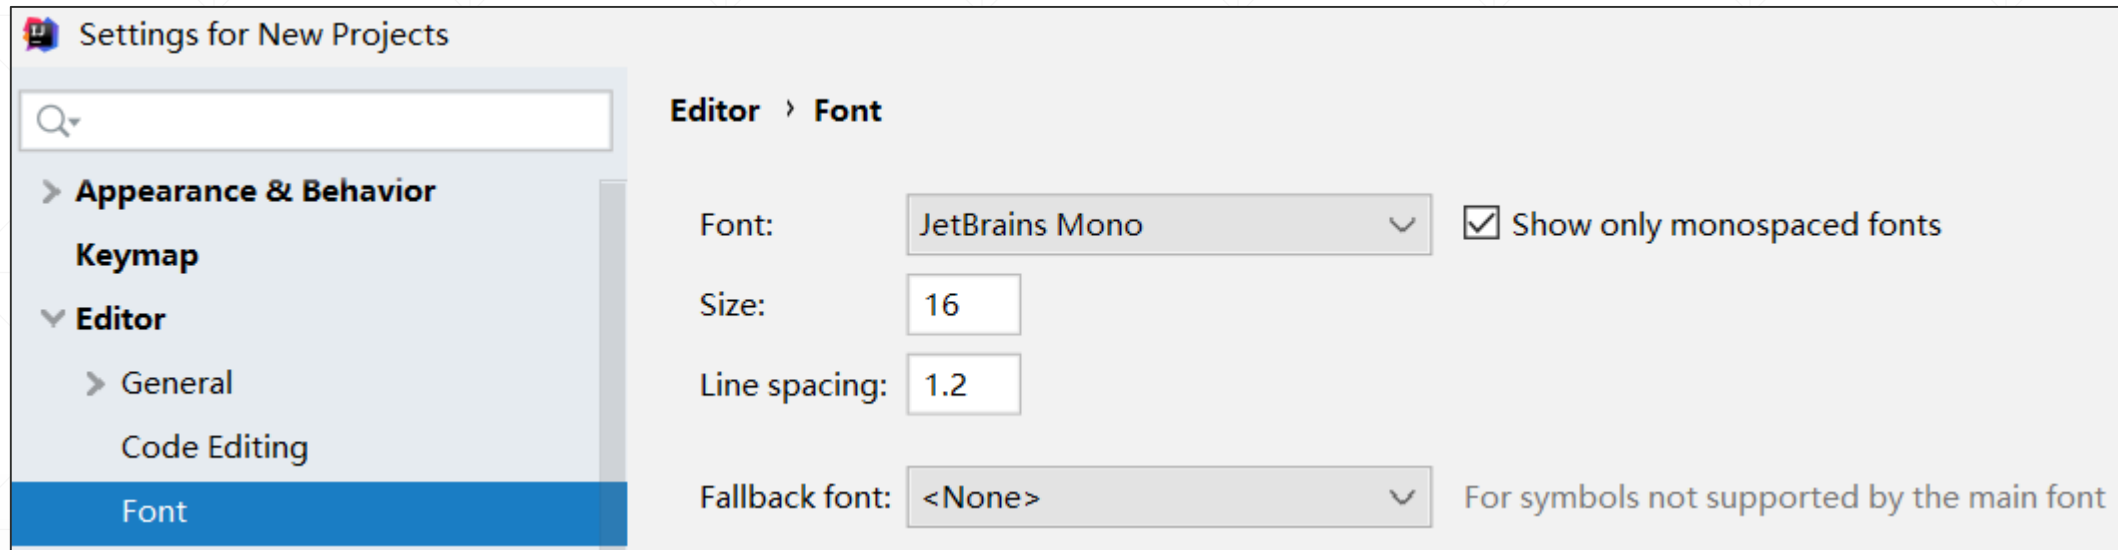 Settings for New Projects
Appearance & Behavior
Keymap
Editor
General
Code Editing
Font
Editor › Font
Font: JetBrains Mono Show only monospaced fonts
Size: 16
Line spacing: 1.2
Fallback font: <None> For symbols not supported by the main font